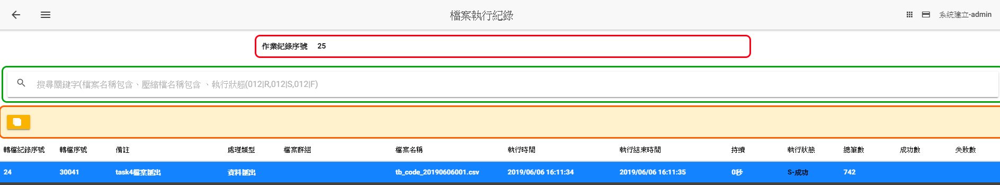 檔案執行紀錄
系統建立-admin
作業紀錄序號 25
搜尋關鍵字(檔案名稱包含、壓縮檔名稱包含 、執行狀態(012|R,012|S,012|F)
轉檔紀錄序號 轉檔序號 備註 處理類型 檔案群組 檔案名稱 執行時間 執行結束時間 持續 執行狀態 總筆數 成功數 失敗數
24 30041 task4檔案匯出 資料匯出 tb_code_20190606001.csv 2019/06/06 16:11:34 2019/06/06 16:11:35 0秒 S-成功 742